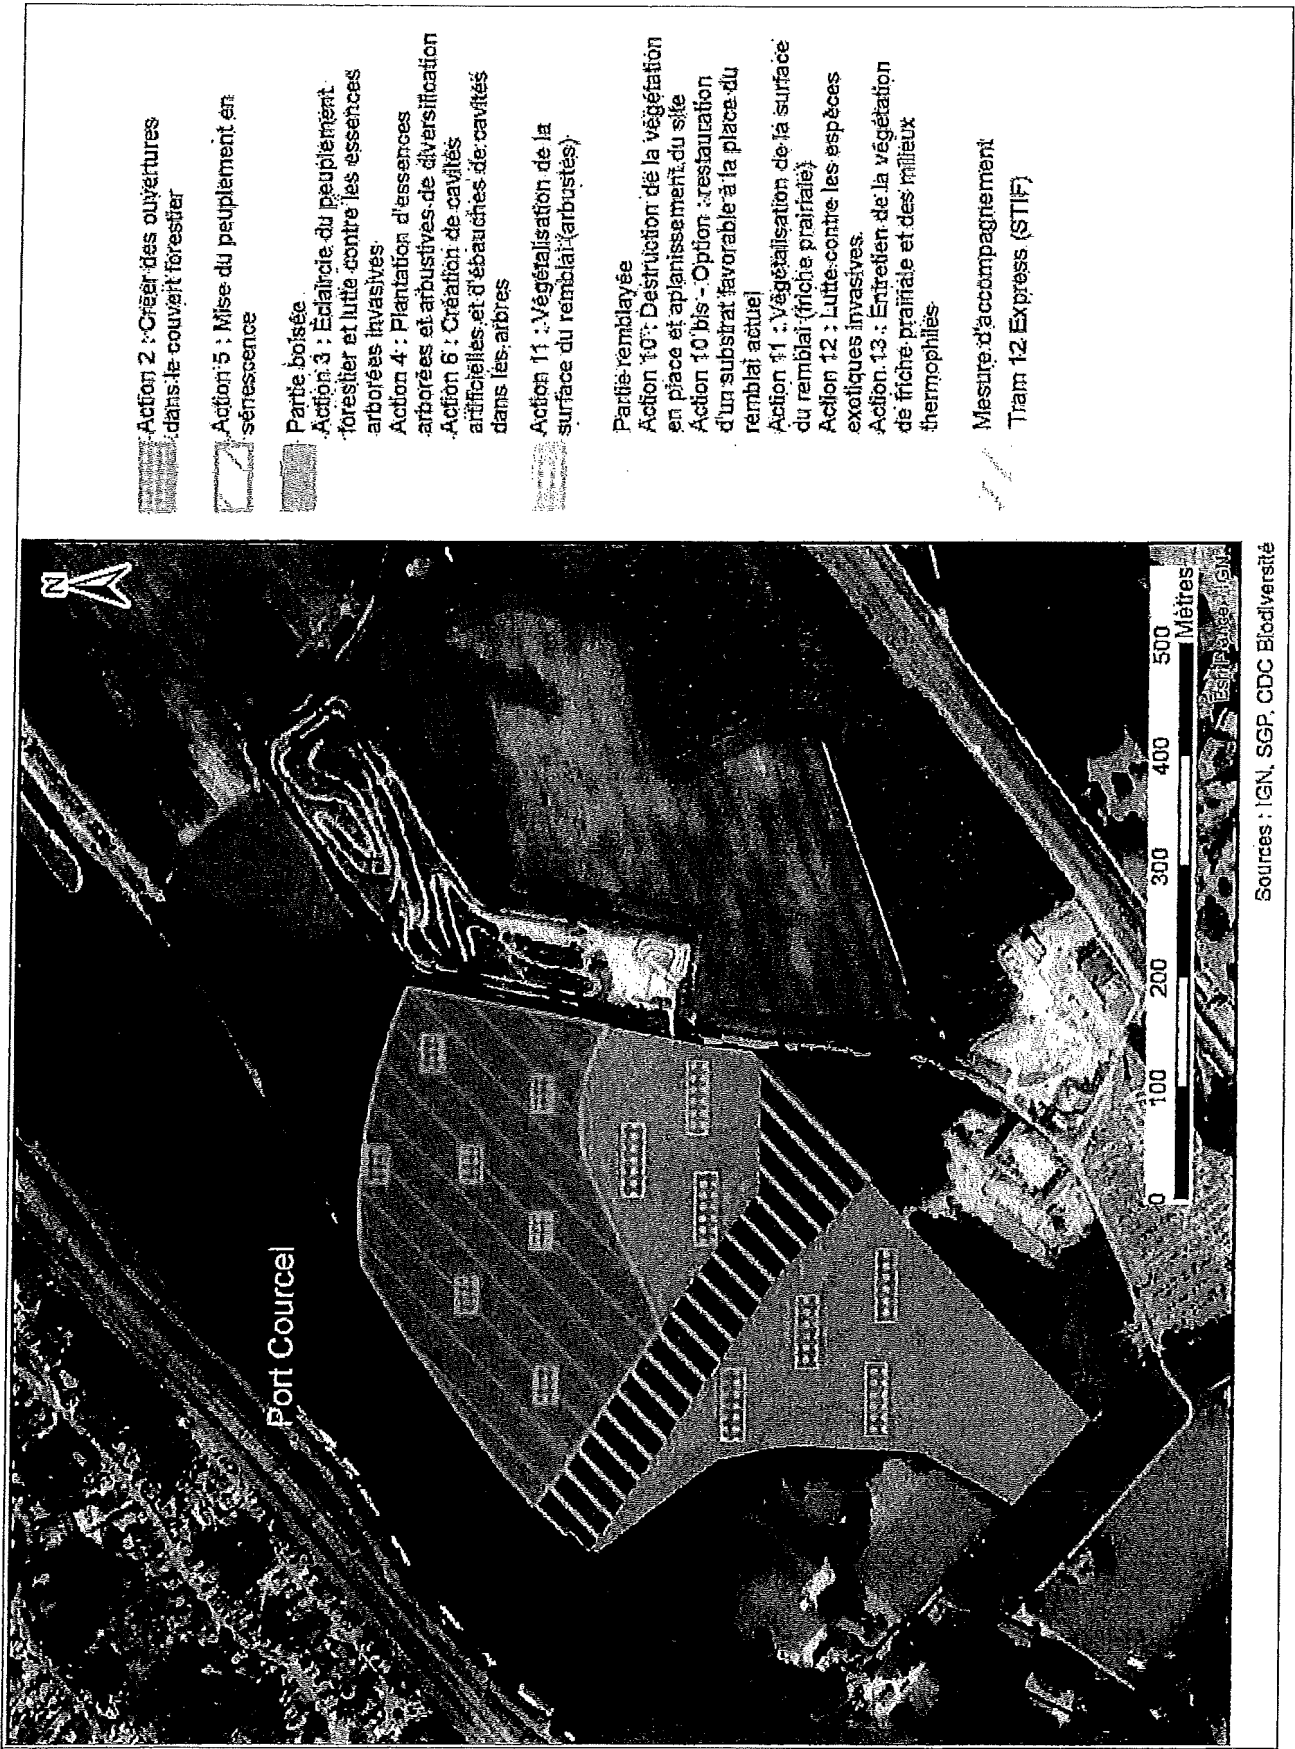 Action 2 : Créer des ouvertures
dans le couvert forestier
Action 5 : Mise du peuplement en
sénescence
Partie boisée
Action 3 : Eclaircie du peuplement
forestier et lutte contre les essences
arborées invasives
Action 4 : Plantation d'essences
arborées et arbustives de diversification
Action 6 : Création de cavités
artificielles et d'ébauches de cavités
dans les arbres
Action 11 : Végétalisation de la
surface du remblai (arbustes)
Partie remblayée
Action 10 : Destruction de la végétation
en place et aplanissement du site
Action 10 bis - Option : restauration
d'un substrat favorable à la place du
remblai actuel
Action 11 : Végétalisation de la surface
du remblai (friche prairiale)
Action 12 : Lutte contre les espèces
exotiques invasives
Action 13 : Entretien de la végétation
de friche prairiale et des milieux
thermophiles
Mesure d'accompagnement
Tram 12 Express (STIF)
N
Port Courcel
0 100 200 300 400 500
Mètres
Esri France - IGN
Sources : IGN, SGP, CDC Biodiversité